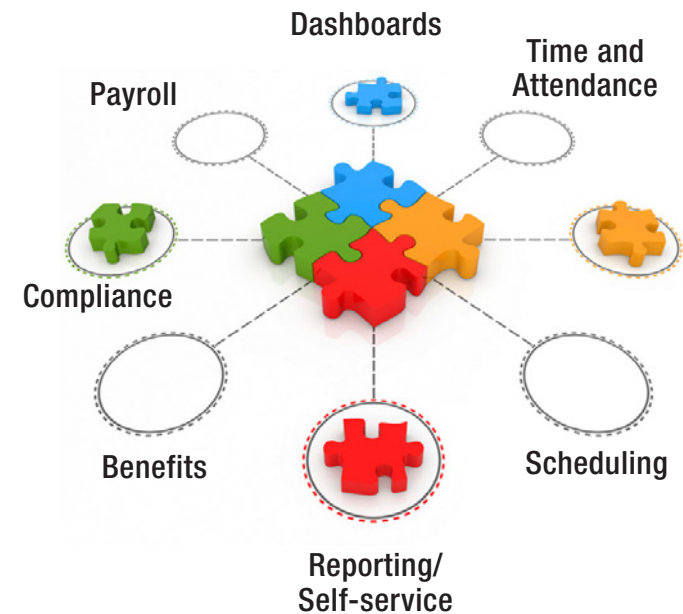 Dashboards
Time and
Attendance
Payroll
Compliance
Benefits
Scheduling
Reporting/
Self-service